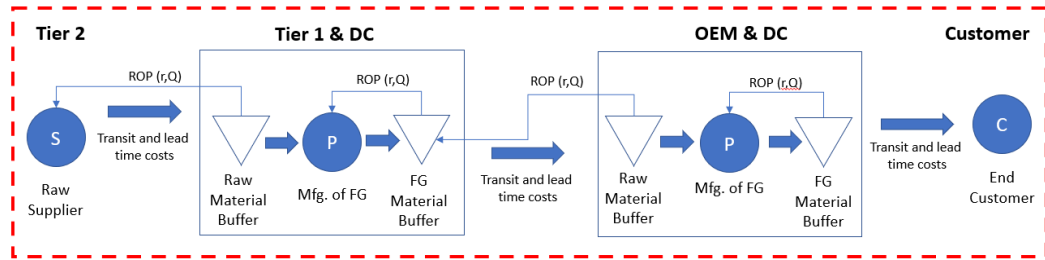 Tier 2
Tier 1 & DC
OEM & DC
Customer
ROP (r,Q)
ROP (r,Q)
ROP (r,Q)
ROP (r,Q)
S
Transit and lead
time costs
P
Transit and lead
time costs
P
Transit and lead
time costs
C
Raw
Supplier
Raw
Material
Buffer
Mfg. of FG
FG
Material
Buffer
Raw
Material
Buffer
Mfg. of FG
FG
Material
Buffer
End
Customer